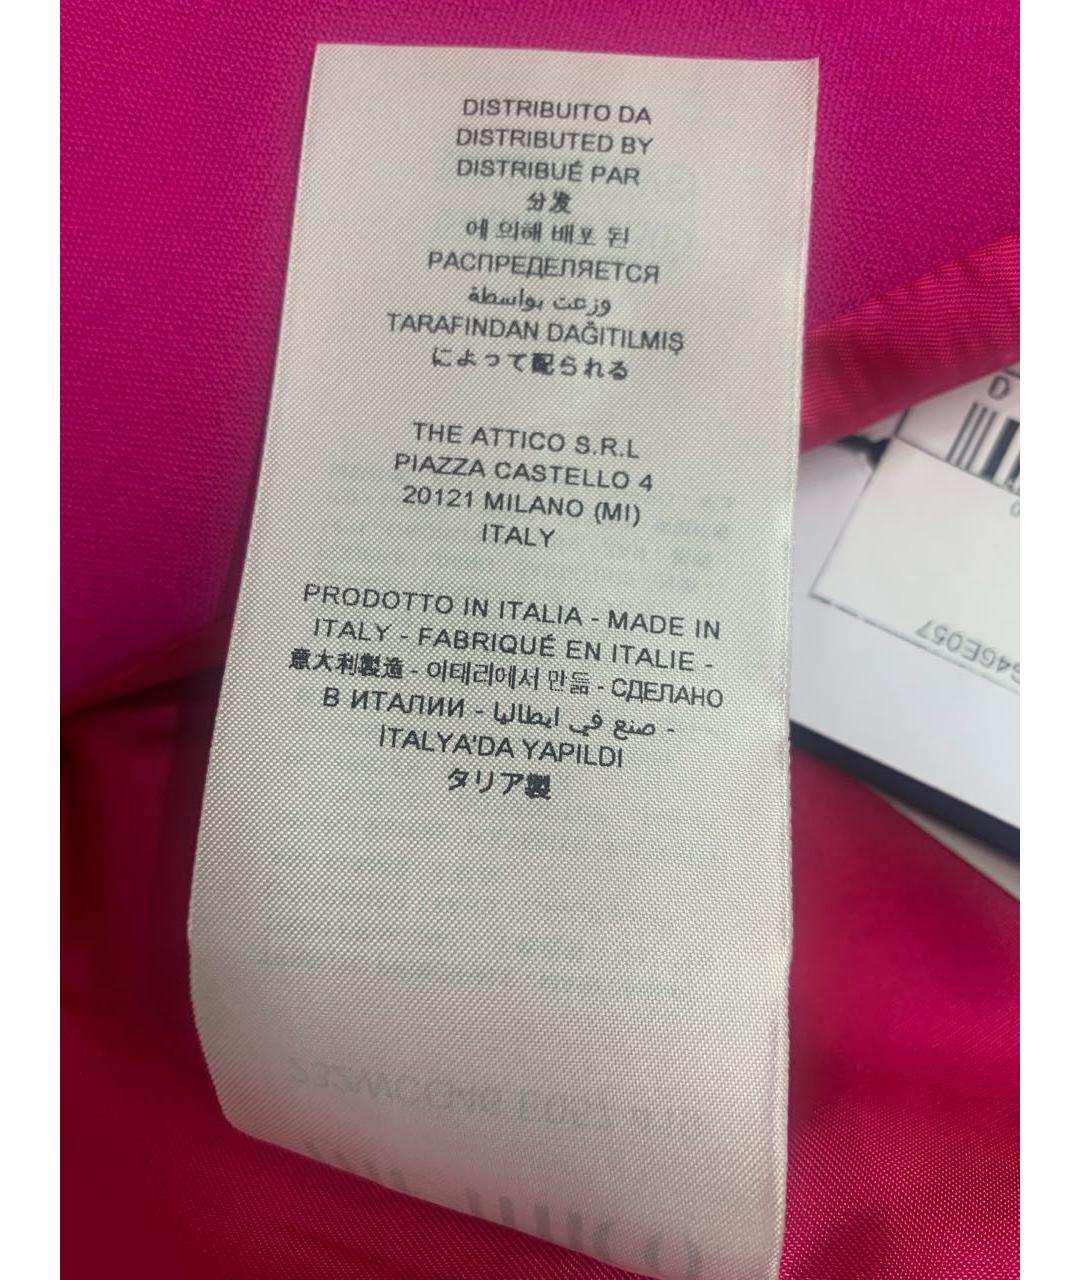 DISTRIBUITO DA
DISTRIBUTED BY
DISTRIBUÉ PAR
分发
에 의해 배포 된
РАСПРЕДЕЛЯЕТСЯ
وزعت بواسطة
TARAFINDAN DAĞITILMIŞ
によって配られる
THE ATTICO S.R.L
PIAZZA CASTELLO 4
20121 MILANO (MI)
ITALY
PRODOTTO IN ITALIA - MADE IN
ITALY - FABRIQUÉ EN ITALIE -
意大利製造 - 이태리에서 만듦 - СДЕЛАНО
В ИТАЛИИ - صنع في ايطاليا -
ITALYA'DA YAPILDI
タリア製
D
S46E057